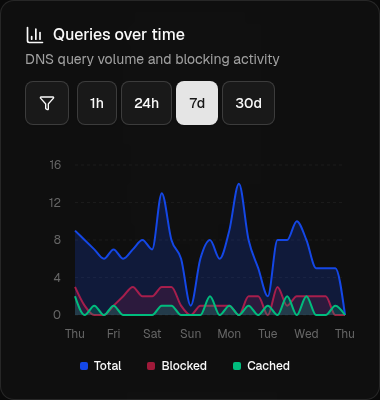 Queries over time
DNS query volume and blocking activity
1h 24h 7d 30d
16
12
8
4
0
Thu Fri Sat Sun Mon Tue Wed Thu
Total Blocked Cached